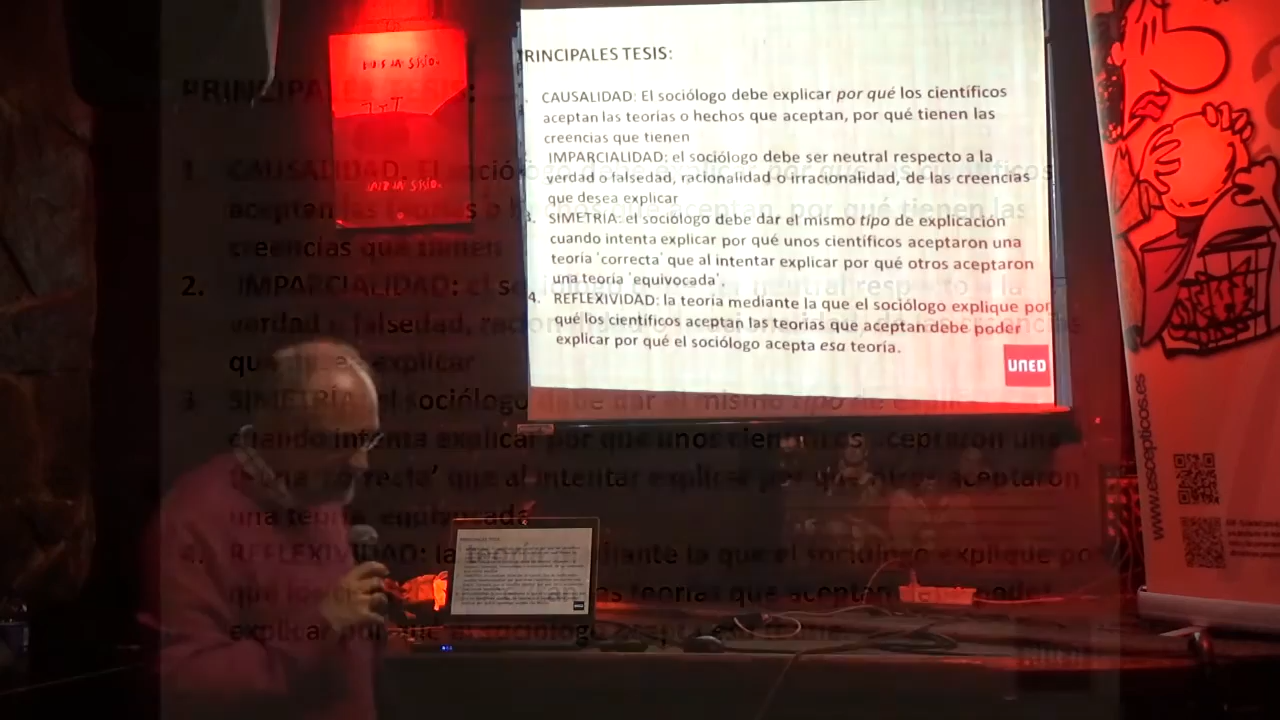 RINCIPALES TESIS:
CAUSALIDAD: El sociólogo debe explicar por qué los científicos
aceptan las teorías o hechos que aceptan, por qué tienen las
creencias que tienen
IMPARCIALIDAD: el sociólogo debe ser neutral respecto a la
verdad o falsedad, racionalidad o irracionalidad, de las creencias
que desea explicar
3. SIMETRIA: el sociólogo debe dar el mismo tipo de explicación
cuando intenta explicar por qué unos científicos aceptaron una
teoría 'correcta' que al intentar explicar por qué otros aceptaron
una teoría 'equivocada'.
4. REFLEXIVIDAD: la teoría mediante la que el sociólogo explique por
qué los científicos aceptan las teorías que aceptan debe poder
explicar por qué el sociólogo acepta esa teoría.
UNED
www.escepticos.es